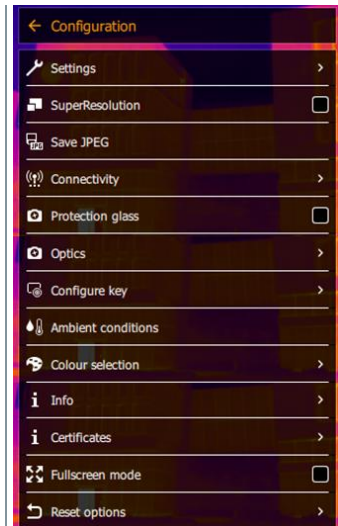 Configuration
Settings
SuperResolution
JPG
Save JPEG
Connectivity
Protection glass
Optics
Configure key
Ambient conditions
Colour selection
Info
Certificates
Fullscreen mode
Reset options